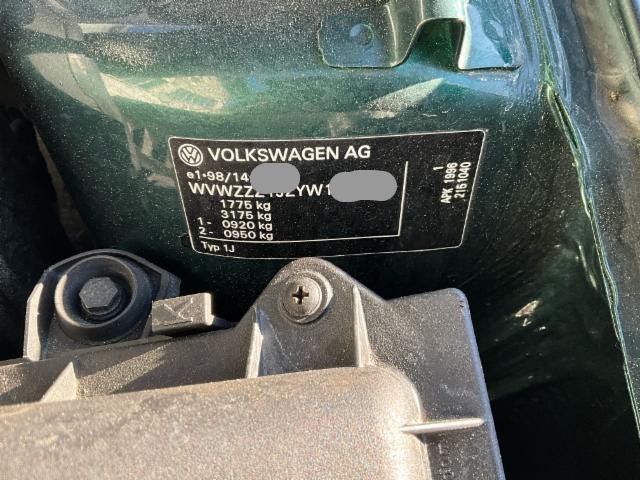 VOLKSWAGEN AG
e1*98/14
WVWZZZ1JZYW1
1775 kg
3175 kg
1- 0920 kg
2- 0950 kg
Typ 1J
1
APK 1996
2151040